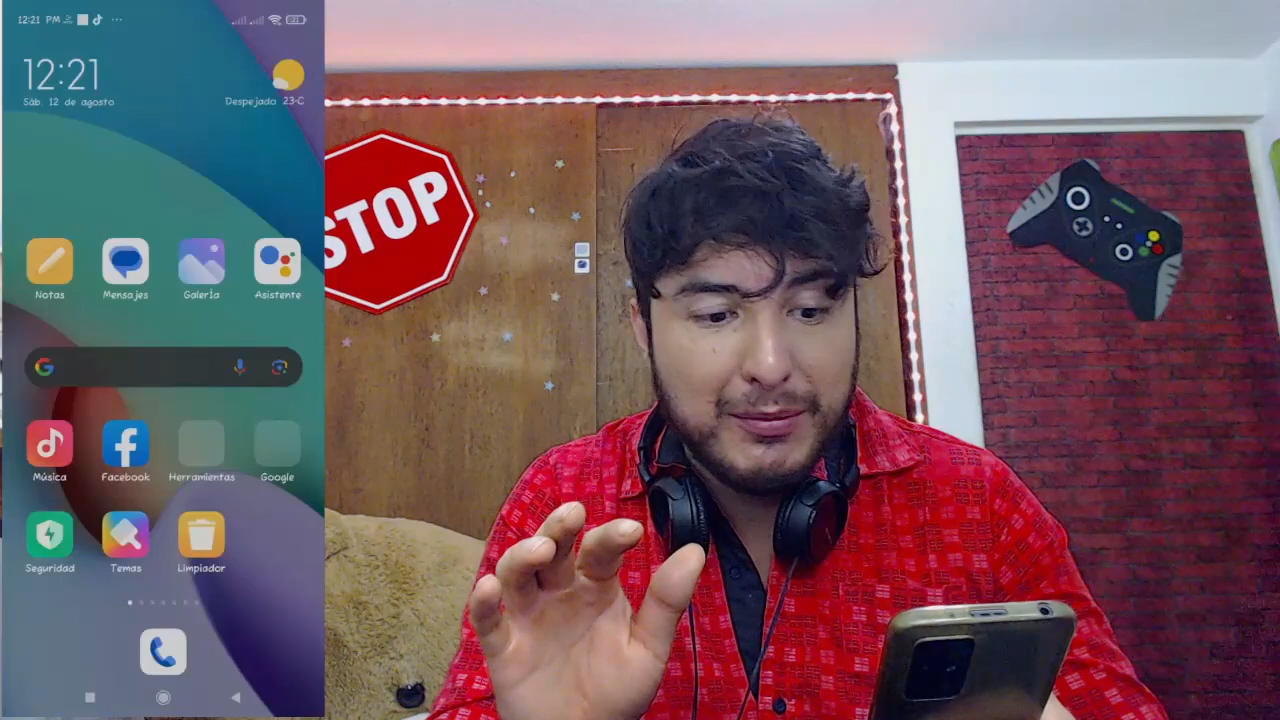 12:21 PM
12:21
Sáb. 12 de agosto
Despejada 23°C
STOP
Notas
Mensajes
Galería
Asistente
Música
Facebook
Herramientas
Google
Seguridad
Temas
Limpiador